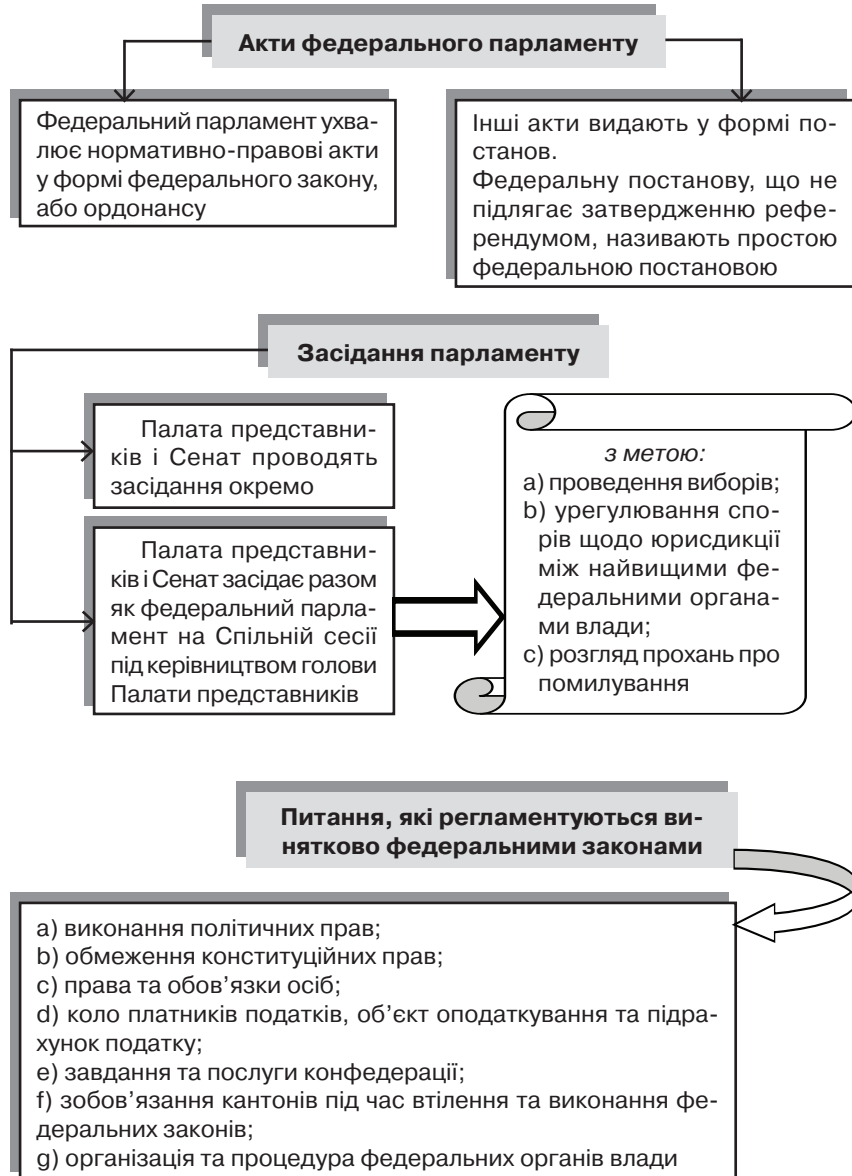 Акти федерального парламенту
Федеральний парламент ухва-
лює нормативно-правові акти
у формі федерального закону,
або ордонансу
Інші акти видають у формі по-
станов.
Федеральну постанову, що не
підлягає затвердженню рефе-
рендумом, називають простою
федеральною постановою
Засідання парламенту
Палата представни-
ків і Сенат проводять
засідання окремо
Палата представни-
ків і Сенат засідає разом
як федеральний парла-
мент на Спільній сесії
під керівництвом голови
Палати представників
з метою:
a) проведення виборів;
b) урегулювання спо-
рів щодо юрисдикції
між найвищими фе-
деральними органа-
ми влади;
c) розгляд прохань про
помилування
Питання, які регламентуються ви-
нятково федеральними законами
a) виконання політичних прав;
b) обмеження конституційних прав;
c) права та обов’язки осіб;
d) коло платників податків, об’єкт оподаткування та підра-
хунок податку;
e) завдання та послуги конфедерації;
f) зобов’язання кантонів під час втілення та виконання фе-
деральних законів;
g) організація та процедура федеральних органів влади